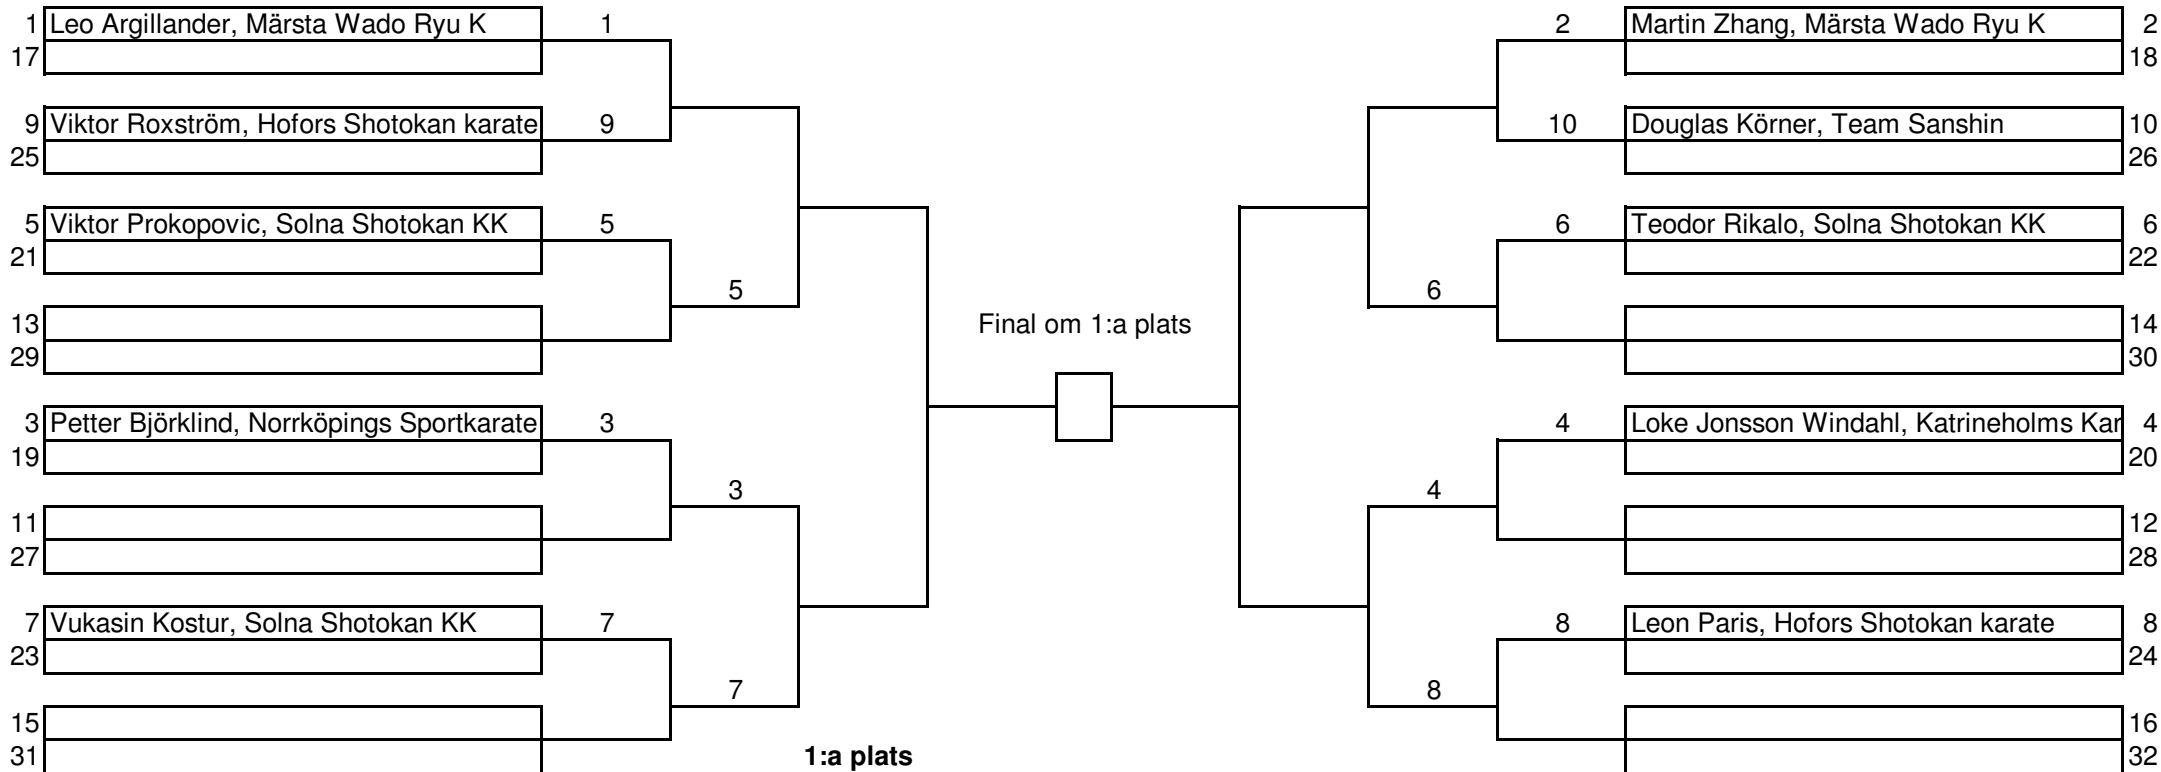 1 Leo Argillander, Märsta Wado Ryu K 1 2 Martin Zhang, Märsta Wado Ryu K 2
17 18
9 Viktor Roxström, Hofors Shotokan karate 9 10 Douglas Körner, Team Sanshin 10
25 26
5 Viktor Prokopovic, Solna Shotokan KK 5 6 Teodor Rikalo, Solna Shotokan KK 6
21 22
5 6
13 Final om 1:a plats 14
29 30
3 Petter Björklind, Norrköpings Sportkarate 3 4 Loke Jonsson Windahl, Katrineholms Kar 4
19 20
3 4
11 12
27 28
7 Vukasin Kostur, Solna Shotokan KK 7 8 Leon Paris, Hofors Shotokan karate 8
23 24
7 8
15 16
31 1:a plats 32